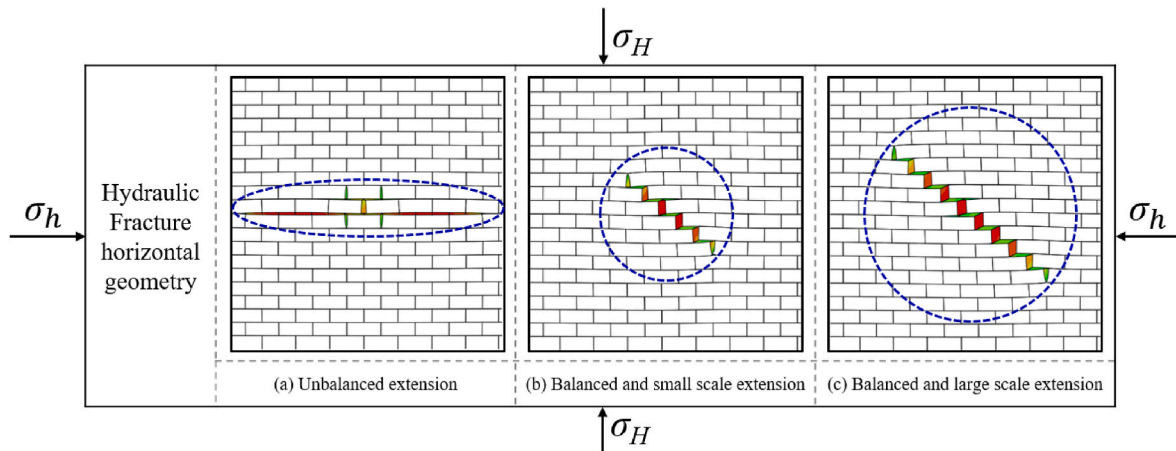 σH
Hydraulic
Fracture
horizontal
geometry
σh
σh
(a) Unbalanced extension
(b) Balanced and small scale extension
(c) Balanced and large scale extension
σH